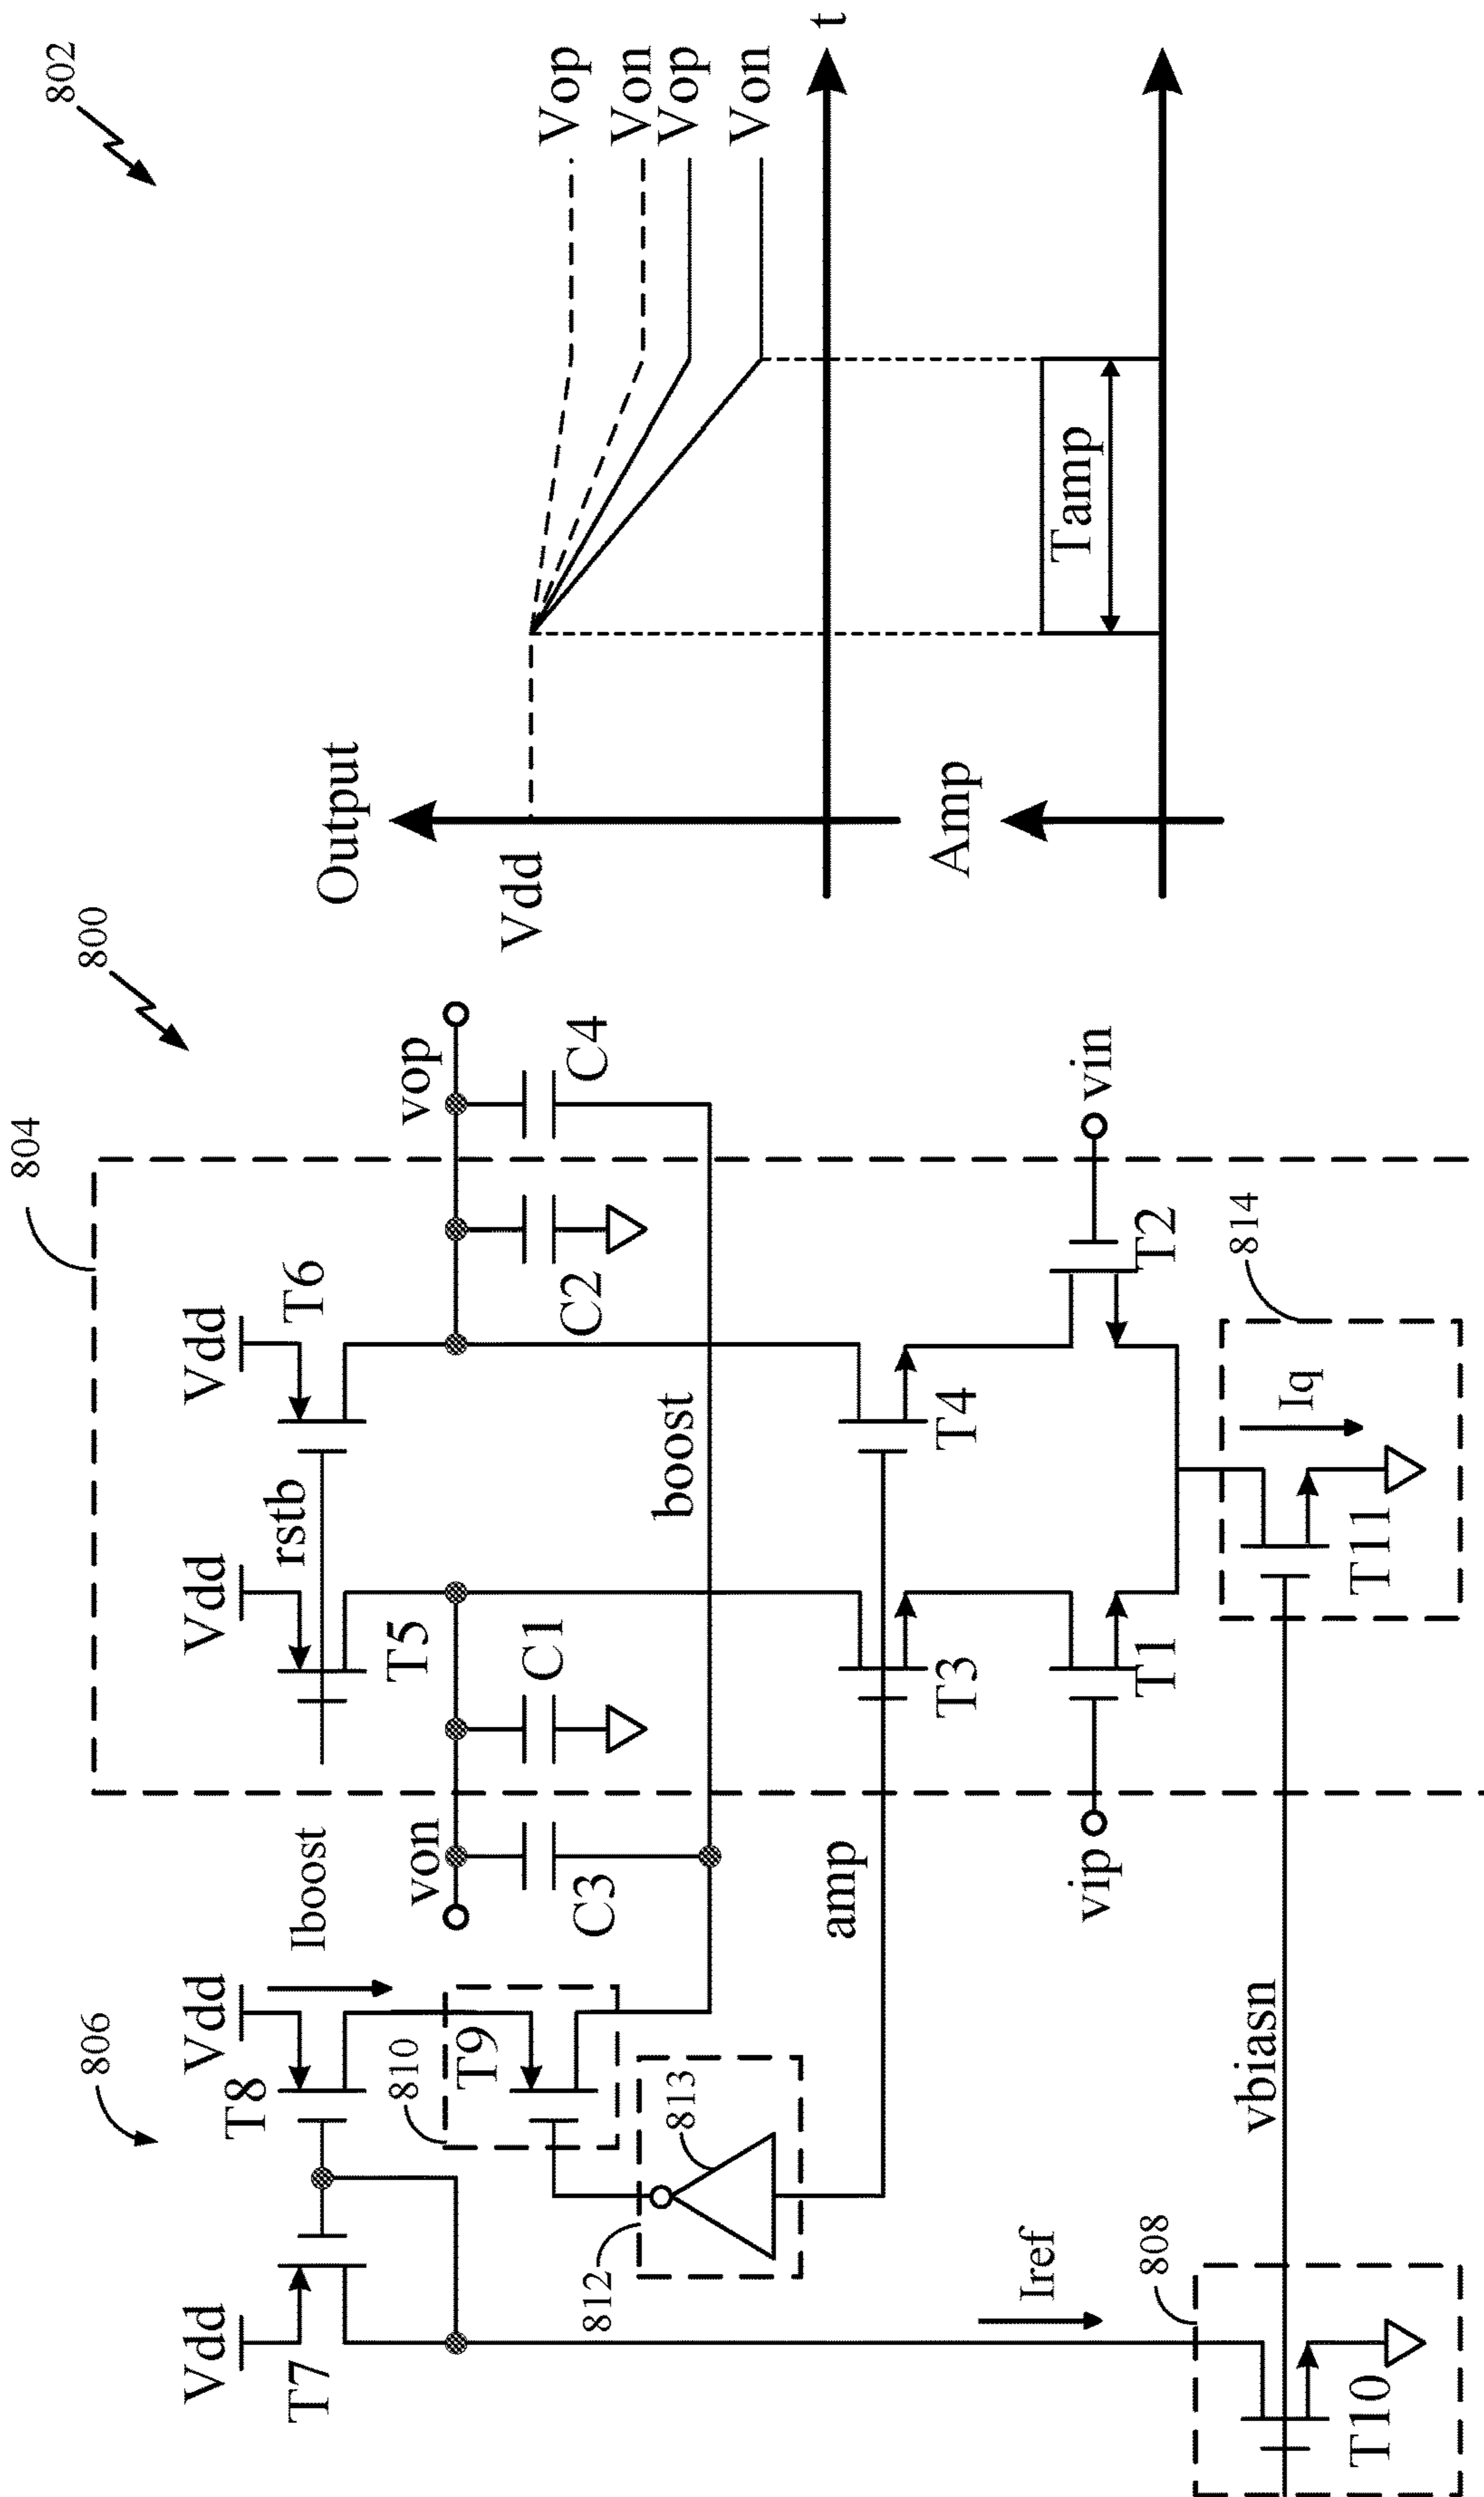 806
Vdd
T7
Vdd
T8
Iboost
810
T9
812
813
Iref
808
T10
vbiasn
von
C3
amp
vip
804
800
Vdd
rstb
Vdd
T5
T6
C1
C2
vop
C4
boost
T3
T4
T1
T2
vin
814
Iq
T11
802
Output
Vdd
Vop
Von
Vop
Von
t
Amp
Tamp